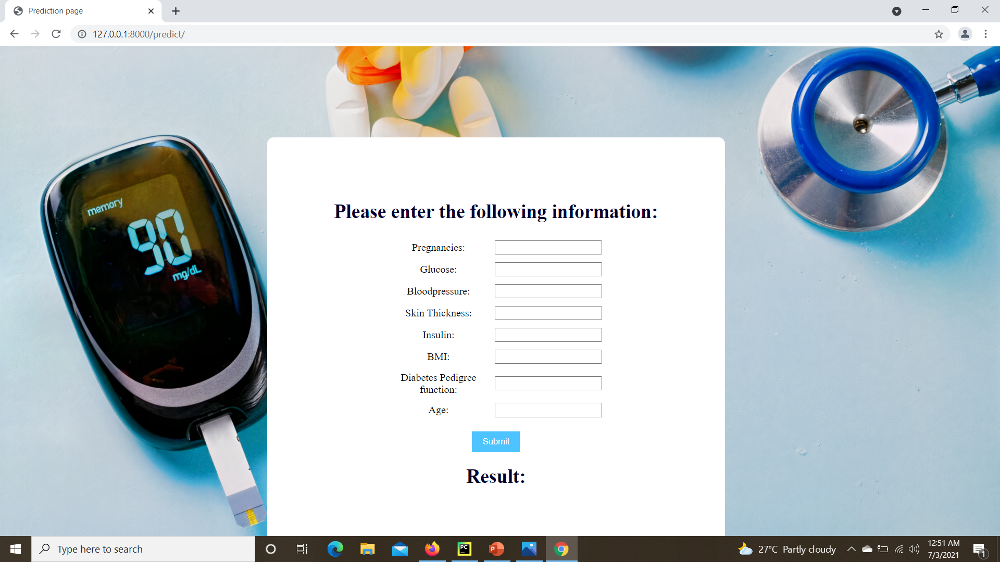 Prediction page
127.0.0.1:8000/predict/
memory
90
mg/dL
Please enter the following information:
Pregnancies:
Glucose:
Bloodpressure:
Skin Thickness:
Insulin:
BMI:
Diabetes Pedigree
function:
Age:
Submit
Result:
Type here to search
PC
P
27°C Partly cloudy
12:51 AM
7/3/2021
1